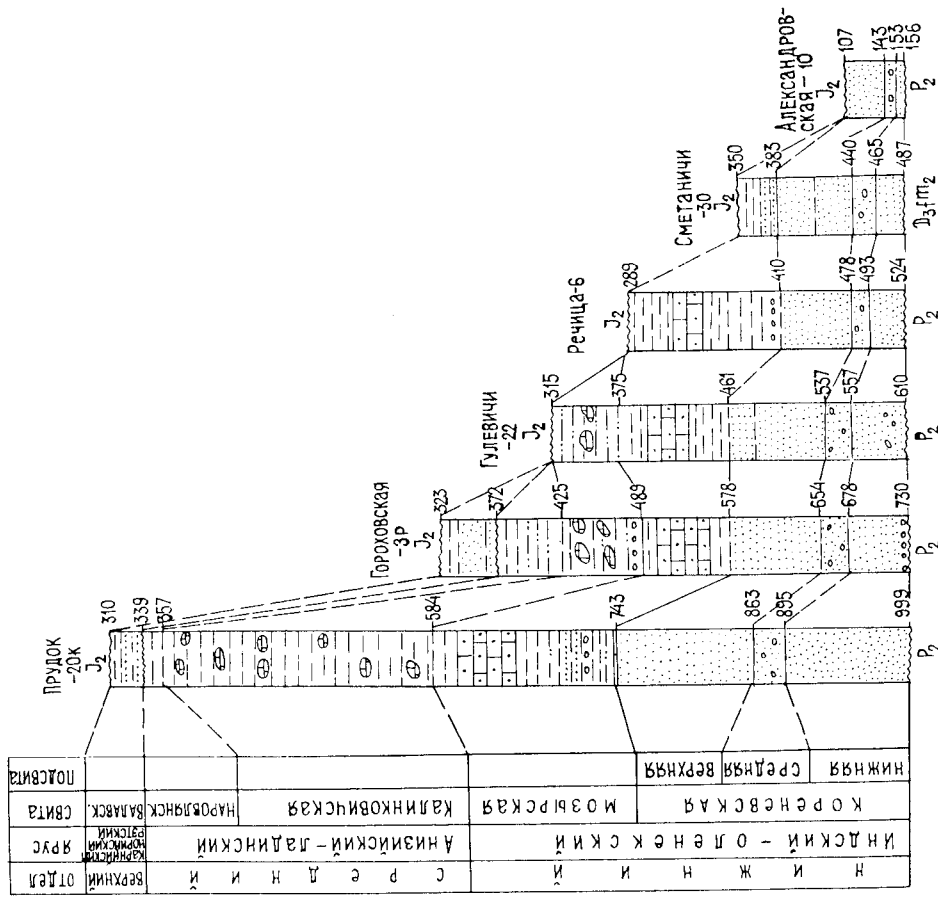 ОТДЕЛ
ЯРУС
СВИТА
ПОДСВИТА
ВЕРХНИЙ
КАРНИЙСКИЙ
НОРИЙСКИЙ
РЭТСКИЙ
ВАЛАВСК.
СРЕДНИЙ
АНИЗИЙСКИЙ-ЛАДИНСКИЙ
НАРОВЛЯНСК.
КАЛИНКОВИЧСКАЯ
НИЖНИЙ
ИНДСКИЙ-ОЛЕНЕКСКИЙ
МОЗЫРСКАЯ
КОРЕНЕВСКАЯ
ВЕРХНЯЯ
СРЕДНЯЯ
НИЖНЯЯ
ПРУДОК
-20К
J2
310
339
357
584
743
863
895
999
P2
ГОРОХОВСКАЯ
-3Р
J2
323
372
425
489
578
654
678
730
P2
ГУЛЕВИЧИ
-22
J2
315
375
461
537
557
610
P2
РЕЧИЦА-6
J2
289
410
478
493
524
P2
СМЕТАНИЧИ
-30
J2
350
383
440
465
487
D3fm2
АЛЕКСАНДРОВ-
СКАЯ-10
J2
107
143
153
156
P2